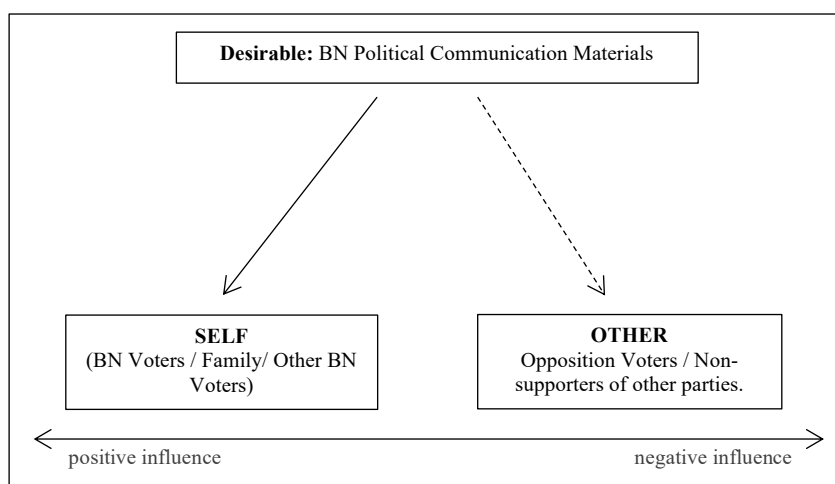 Desirable: BN Political Communication Materials
SELF
(BN Voters / Family/ Other BN
Voters)
OTHER
Opposition Voters / Non-
supporters of other parties.
positive influence
negative influence